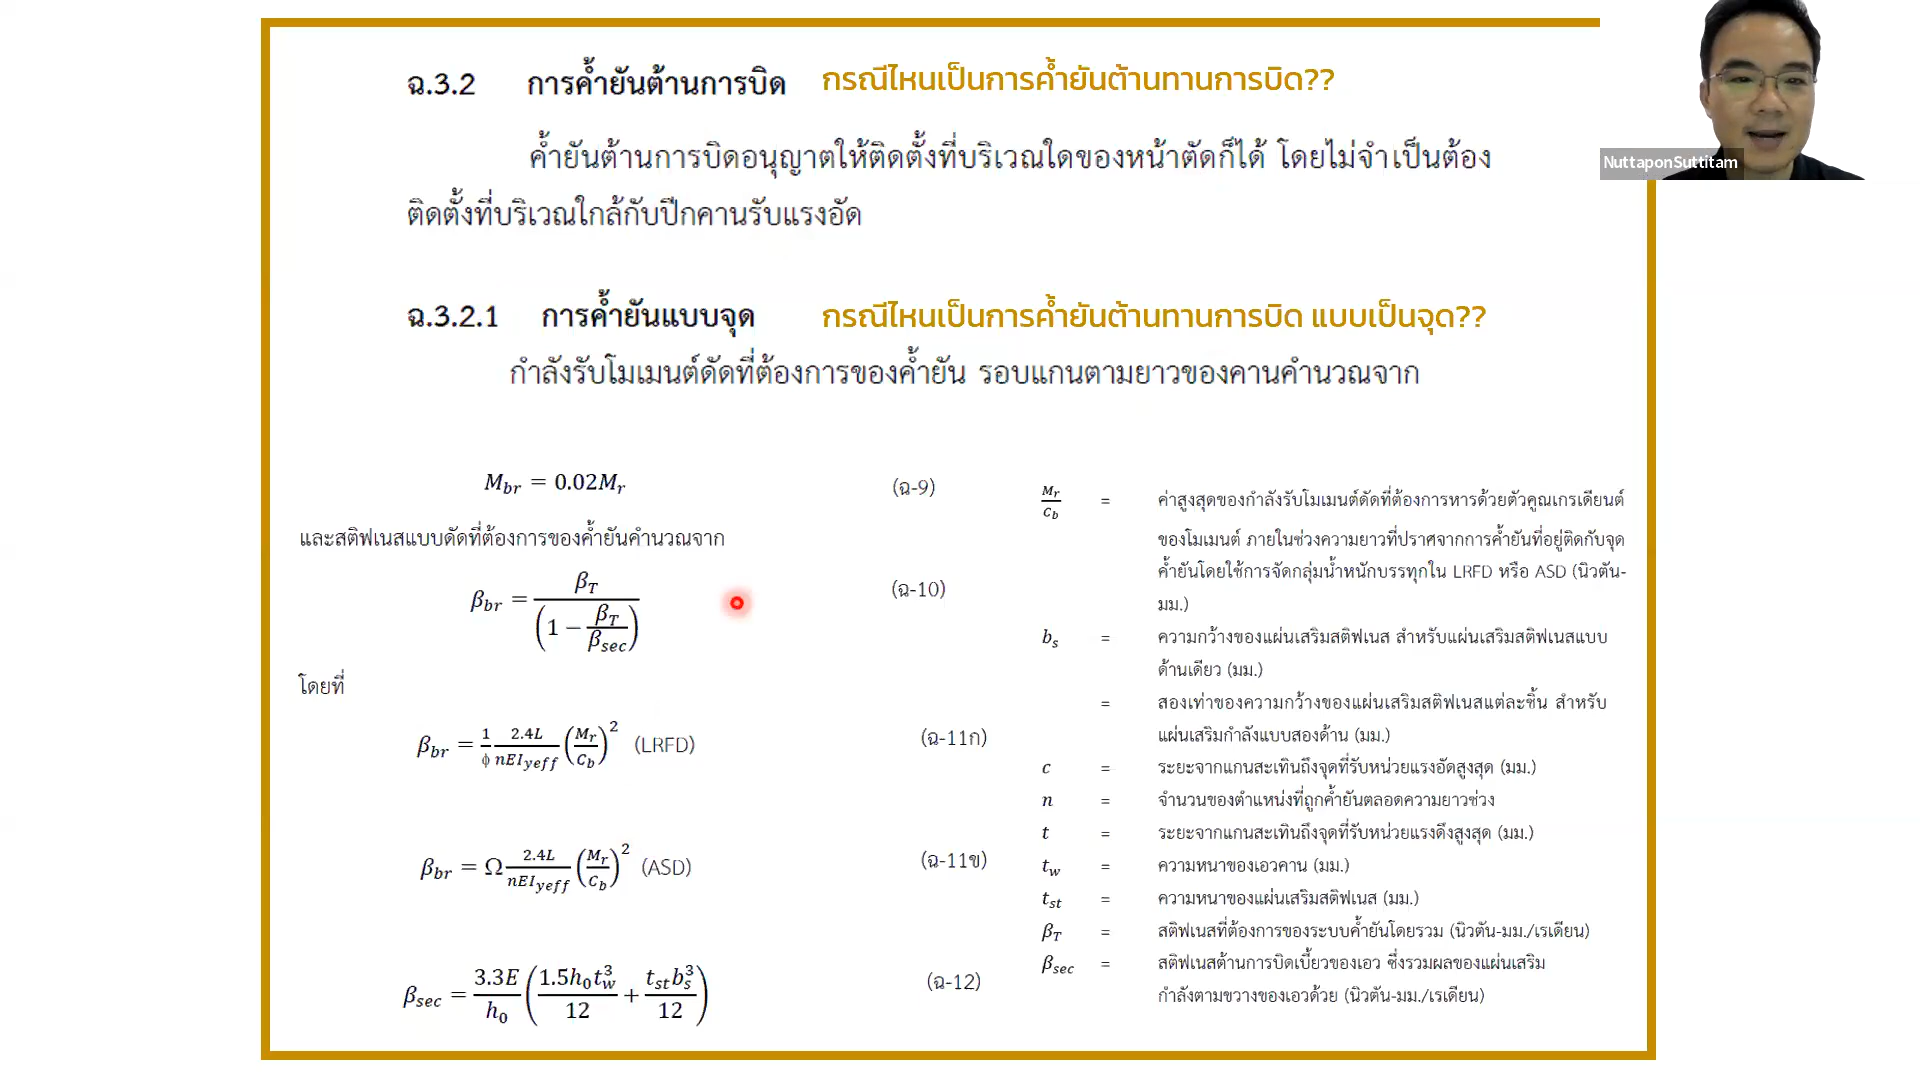 ฉ.3.2 การค้ำยันต้านการบิด กรณีไหนเป็นการค้ำยันต้านทานการบิด??
ค้ำยันต้านการบิดอนุญาตให้ติดตั้งที่บริเวณใดของหน้าตัดก็ได้ โดยไม่จำเป็นต้อง
ติดตั้งที่บริเวณใกล้กับปีกคานรับแรงอัด
NuttaponSuttitam
ฉ.3.2.1 การค้ำยันแบบจุด กรณีไหนเป็นการค้ำยันต้านทานการบิด แบบเป็นจุด??
กำลังรับโมเมนต์ดัดที่ต้องการของค้ำยัน รอบแกนตามยาวของคานคำนวณจาก
M_{br} = 0.02M_r (ฉ-9)
และสติฟเนสแบบดัดที่ต้องการของค้ำยันคำนวณจาก
β_{br} = \frac{β_T}{(1 - \frac{β_T}{β_{sec}})} (ฉ-10)
โดยที่
β_{br} = \frac{1}{ϕ} \frac{2.4L}{nEI_{yeff}} (\frac{M_r}{C_b})^2 (LRFD) (ฉ-11ก)
β_{br} = Ω \frac{2.4L}{nEI_{yeff}} (\frac{M_r}{C_b})^2 (ASD) (ฉ-11ข)
β_{sec} = \frac{3.3E}{h_0} (\frac{1.5h_0t_w^3}{12} + \frac{t_{st}b_s^3}{12}) (ฉ-12)
\frac{M_r}{C_b} = ค่าสูงสุดของกำลังรับโมเมนต์ดัดที่ต้องการหารด้วยตัวคูณเกรเดียนต์
ของโมเมนต์ ภายในช่วงความยาวที่ปราศจากการค้ำยันที่อยู่ติดกับจุด
ค้ำยันโดยใช้การจัดกลุ่มน้ำหนักบรรทุกใน LRFD หรือ ASD (นิวตัน-
มม.)
b_s = ความกว้างของแผ่นเสริมสติฟเนส สำหรับแผ่นเสริมสติฟเนสแบบ
ด้านเดียว (มม.)
= สองเท่าของความกว้างของแผ่นเสริมสติฟเนสแต่ละชิ้น สำหรับ
แผ่นเสริมกำลังแบบสองด้าน (มม.)
c = ระยะจากแกนสะเทินถึงจุดที่รับหน่วยแรงอัดสูงสุด (มม.)
n = จำนวนของตำแหน่งที่ถูกค้ำยันตลอดความยาวช่วง
t = ระยะจากแกนสะเทินถึงจุดที่รับหน่วยแรงดึงสูงสุด (มม.)
t_w = ความหนาของเอวคาน (มม.)
t_{st} = ความหนาของแผ่นเสริมสติฟเนส (มม.)
β_T = สติฟเนสที่ต้องการของระบบค้ำยันโดยรวม (นิวตัน-มม./เรเดียน)
β_{sec} = สติฟเนสต้านการบิดเบี้ยวของเอว ซึ่งรวมผลของแผ่นเสริม
กำลังตามขวางของเอวด้วย (นิวตัน-มม./เรเดียน)